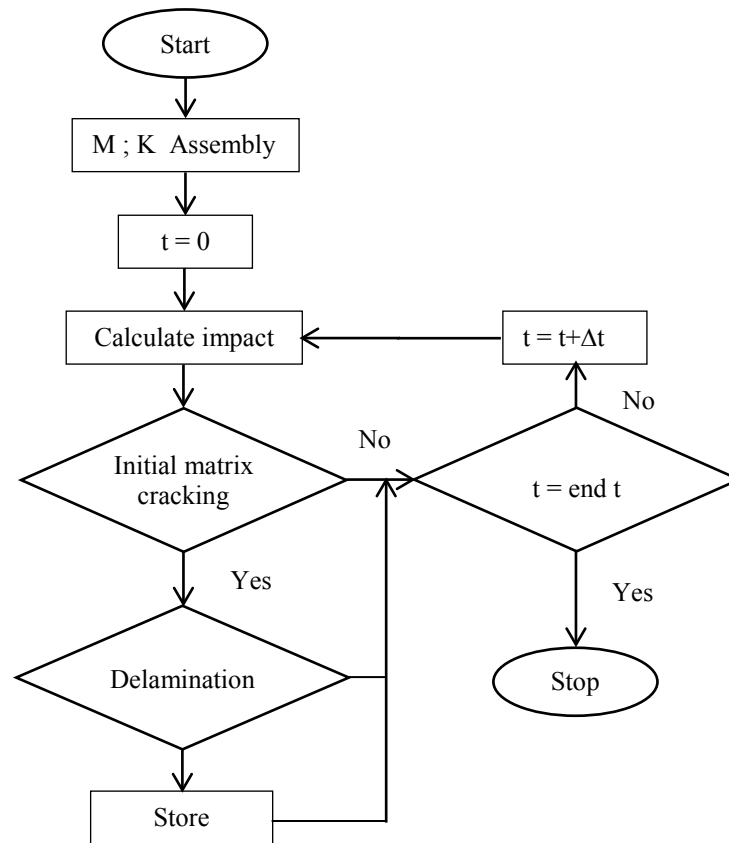 Start
M ; K Assembly
t = 0
Calculate impact
t = t+Δt
No
No
Initial matrix
cracking
t = end t
Yes
Yes
Delamination
Stop
Store